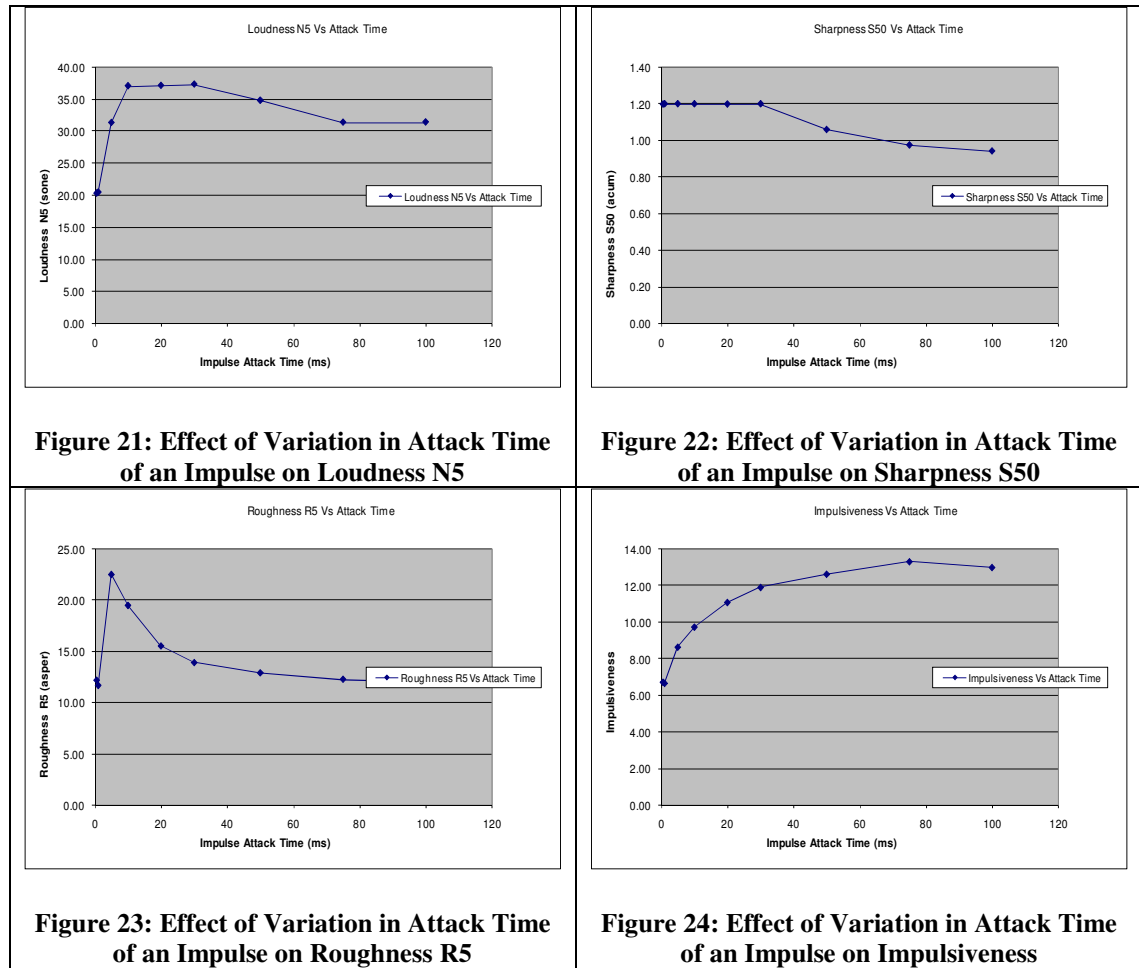 Loudness N5 Vs Attack Time
40.00
35.00
30.00
25.00
20.00
15.00
10.00
5.00
0.00
Loudness N5 (sone)
Loudness N5 Vs Attack Time
0 20 40 60 80 100 120
Impulse Attack Time (ms)
Figure 21: Effect of Variation in Attack Time
of an Impulse on Loudness N5
Sharpness S50 Vs Attack Time
1.40
1.20
1.00
0.80
0.60
0.40
0.20
0.00
Sharpness S50 (acum)
Sharpness S50 Vs Attack Time
0 20 40 60 80 100 120
Impulse Attack Time (ms)
Figure 22: Effect of Variation in Attack Time
of an Impulse on Sharpness S50
Roughness R5 Vs Attack Time
25.00
20.00
15.00
10.00
5.00
0.00
Roughness R5 (asper)
Roughness R5 Vs Attack Time
0 20 40 60 80 100 120
Impulse Attack Time (ms)
Figure 23: Effect of Variation in Attack Time
of an Impulse on Roughness R5
Impulsiveness Vs Attack Time
14.00
12.00
10.00
8.00
6.00
4.00
2.00
0.00
Impulsiveness
Impulsiveness Vs Attack Time
0 20 40 60 80 100 120
Impulse Attack Time (ms)
Figure 24: Effect of Variation in Attack Time
of an Impulse on Impulsiveness